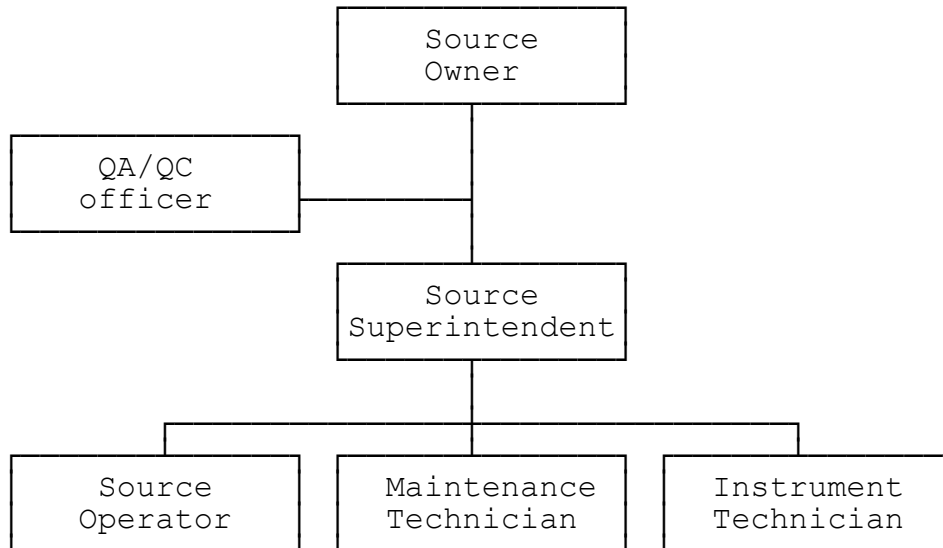 Source
Owner
QA/QC
officer
Source
Superintendent
Source
Operator
Maintenance
Technician
Instrument
Technician